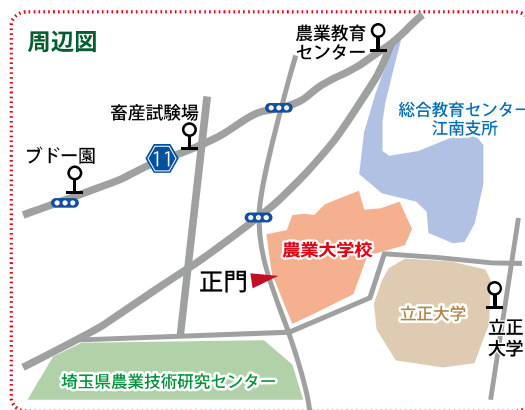 周辺図
農業教育
センター
畜産試験場
総合教育センター
江南支所
ブドー園
11
農業大学校
正門
立正大学
立正
大学
埼玉県農業技術研究センター